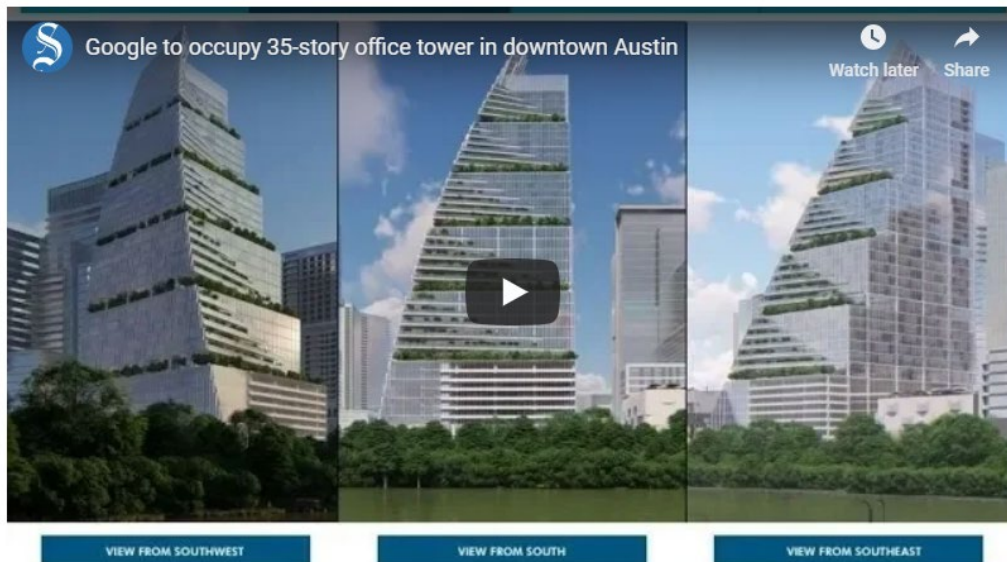 S
Google to occupy 35-story office tower in downtown Austin
Watch later
Share
VIEW FROM SOUTHWEST
VIEW FROM SOUTH
VIEW FROM SOUTHEAST